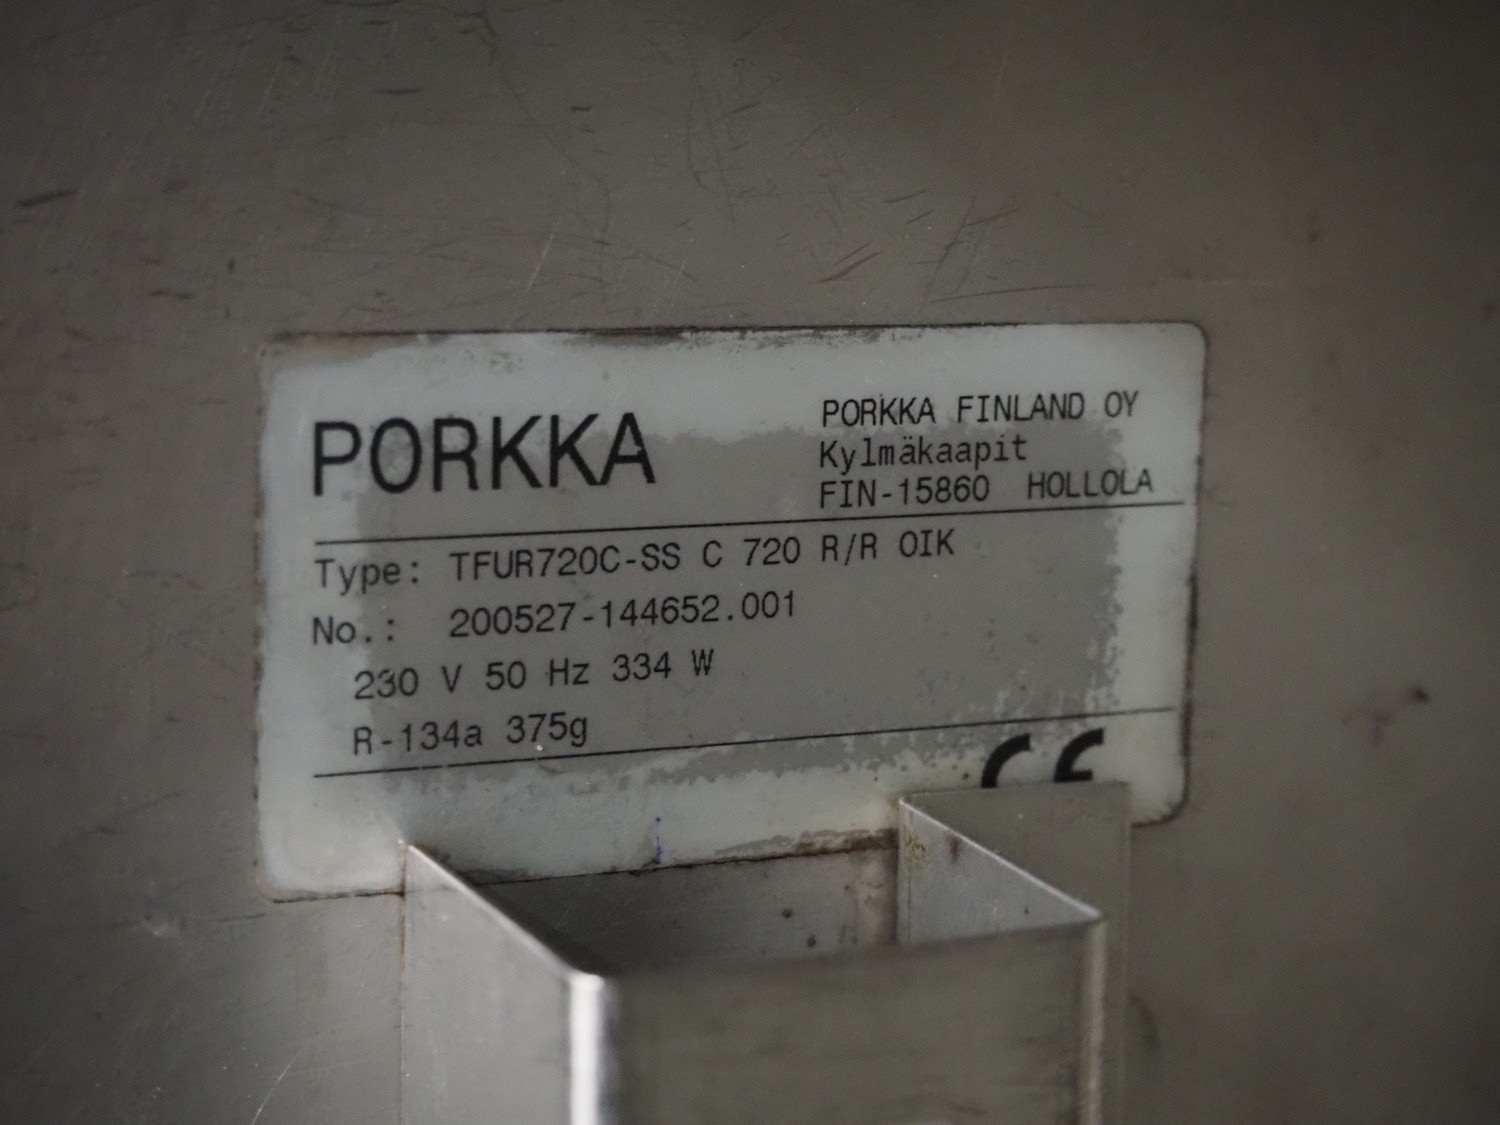 PORKKA
PORKKA FINLAND OY
Kylmäkaapit
FIN-15860 HOLLOLA
Type: TFUR720C-SS C 720 R/R OIK
No.: 200527-144652.001
230 V 50 Hz 334 W
R-134a 375g
CE